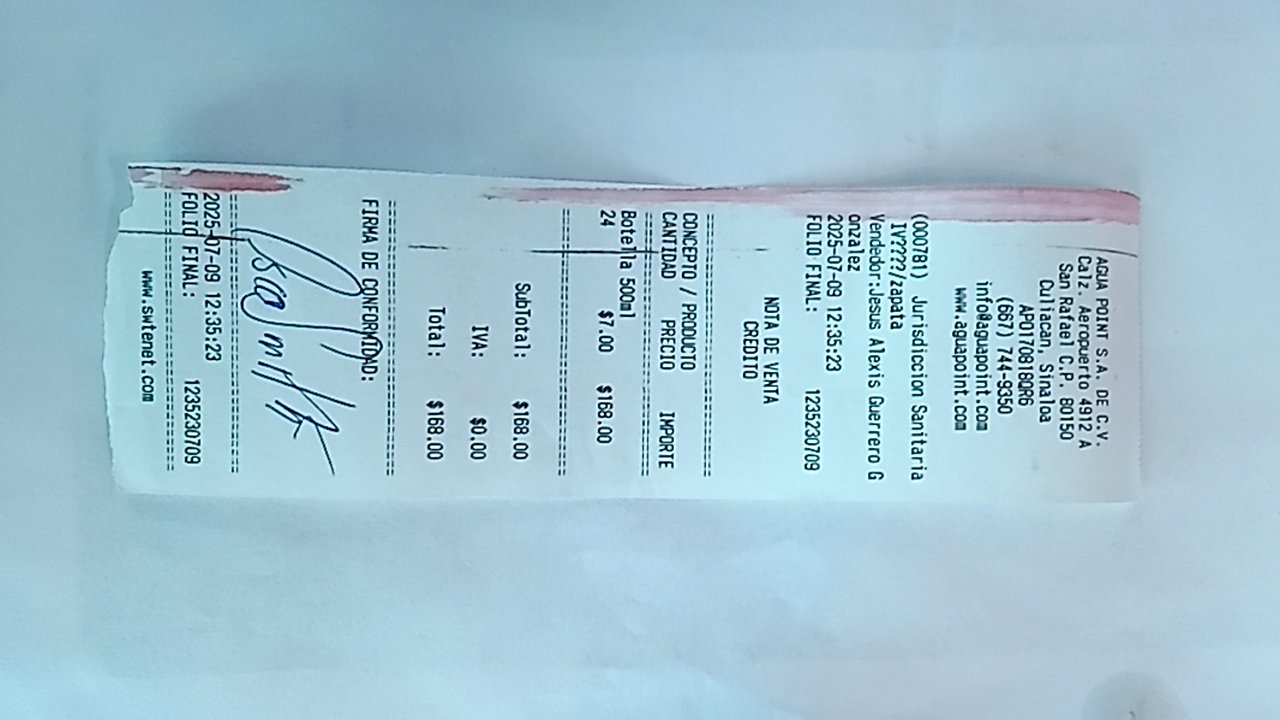 AGUA POINT S.A. DE C.V.
Calz. Aeropuerto 4912 A
San Rafael C.P. 80150
Culiacan, Sinaloa
APO170818QR6
(667) 744-9350
info@aguapoint.com
www.aguapoint.com
(000781) Jurisdiccion Sanitaria
IV????/zapata
Vendedor:Jesus Alexis Guerrero G
onzalez
2025-07-09 12:35:23
FOLIO FINAL: 1235230709
NOTA DE VENTA
CREDITO
================================
CONCEPTO / PRODUCTO
CANTIDAD PRECIO IMPORTE
================================
Botella 500ml
24 $7.00 $168.00
================================
SubTotal: $168.00
IVA: $0.00
Total: $168.00
================================
FIRMA DE CONFORMIDAD:
================================
2025-07-09 12:35:23
FOLIO FINAL: 1235230709
================================
www.swtenet.com